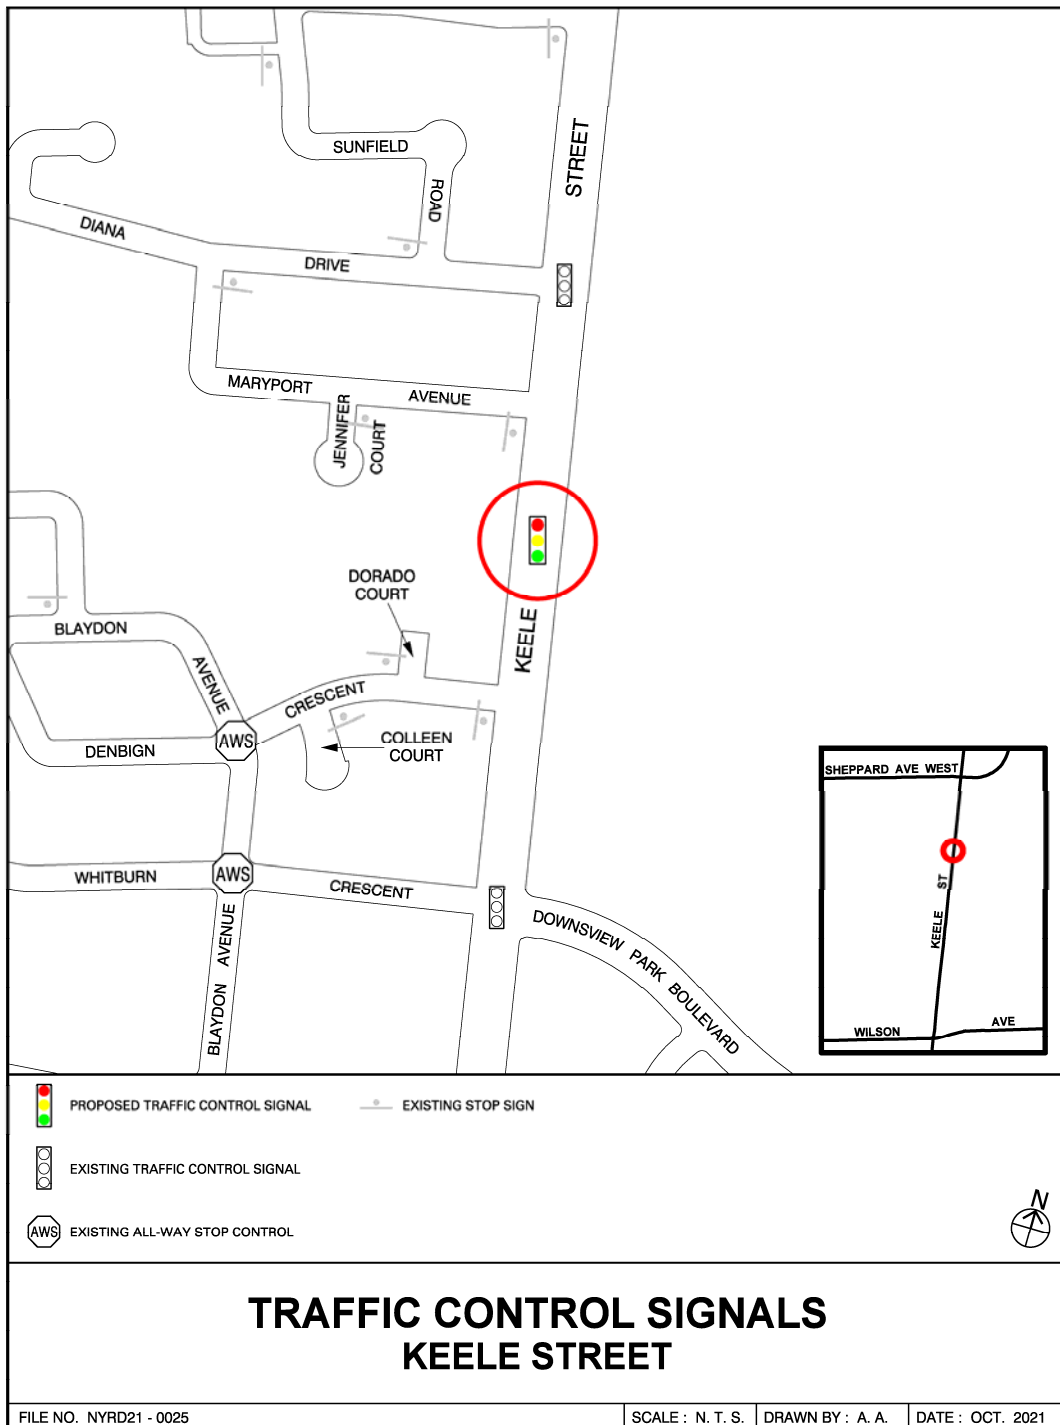 SUNFIELD
ROAD
STREET
DIANA
DRIVE
MARYPORT
AVENUE
JENNIFER
COURT
DORADO
COURT
KEELE
BLAYDON
AVENUE
CRESCENT
COLLEEN
COURT
DENBIGN
AWS
AWS
WHITBURN
CRESCENT
BLAYDON AVENUE
DOWNSVIEW PARK BOULEVARD
SHEPPARD AVE WEST
KEELE ST
WILSON AVE
PROPOSED TRAFFIC CONTROL SIGNAL
EXISTING STOP SIGN
EXISTING TRAFFIC CONTROL SIGNAL
AWS
EXISTING ALL-WAY STOP CONTROL
N
TRAFFIC CONTROL SIGNALS
KEELE STREET
FILE NO. NYRD21 - 0025
SCALE : N. T. S.
DRAWN BY : A. A.
DATE : OCT. 2021